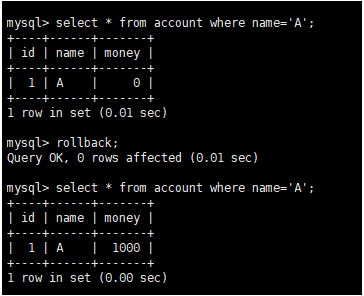 mysql> select * from account where name='A';
+----+------+-------+
| id | name | money |
+----+------+-------+
|  1 | A    |     0 |
+----+------+-------+
1 row in set (0.01 sec)
mysql> rollback;
Query OK, 0 rows affected (0.01 sec)
mysql> select * from account where name='A';
+----+------+-------+
| id | name | money |
+----+------+-------+
|  1 | A    |  1000 |
+----+------+-------+
1 row in set (0.00 sec)